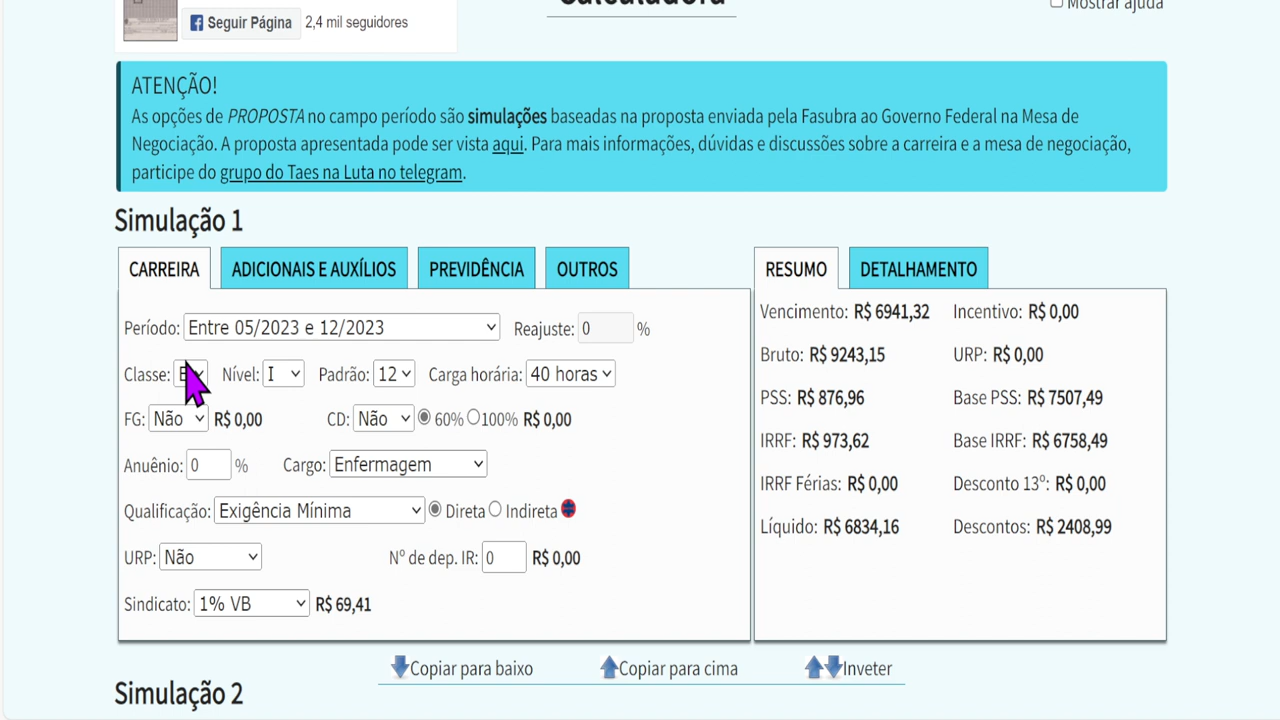 Calculadora
Mostrar ajuda
Seguir Página 2,4 mil seguidores
ATENÇÃO!
As opções de PROPOSTA no campo período são simulações baseadas na proposta enviada pela Fasubra ao Governo Federal na Mesa de
Negociação. A proposta apresentada pode ser vista aqui. Para mais informações, dúvidas e discussões sobre a carreira e a mesa de negociação,
participe do grupo do Taes na Luta no telegram.
Simulação 1
CARREIRA ADICIONAIS E AUXÍLIOS PREVIDÊNCIA OUTROS
Período: Entre 05/2023 e 12/2023 Reajuste: 0 %
Classe: Nível: I Padrão: 12 Carga horária: 40 horas
FG: Não R$ 0,00 CD: Não 60% 100% R$ 0,00
Anuênio: 0 % Cargo: Enfermagem
Qualificação: Exigência Mínima Direta Indireta
URP: Não Nº de dep. IR: 0 R$ 0,00
Sindicato: 1% VB R$ 69,41
RESUMO DETALHAMENTO
Vencimento: R$ 6941,32 Incentivo: R$ 0,00
Bruto: R$ 9243,15 URP: R$ 0,00
PSS: R$ 876,96 Base PSS: R$ 7507,49
IRRF: R$ 973,62 Base IRRF: R$ 6758,49
IRRF Férias: R$ 0,00 Desconto 13º: R$ 0,00
Líquido: R$ 6834,16 Descontos: R$ 2408,99
Copiar para baixo Copiar para cima Inveter
Simulação 2